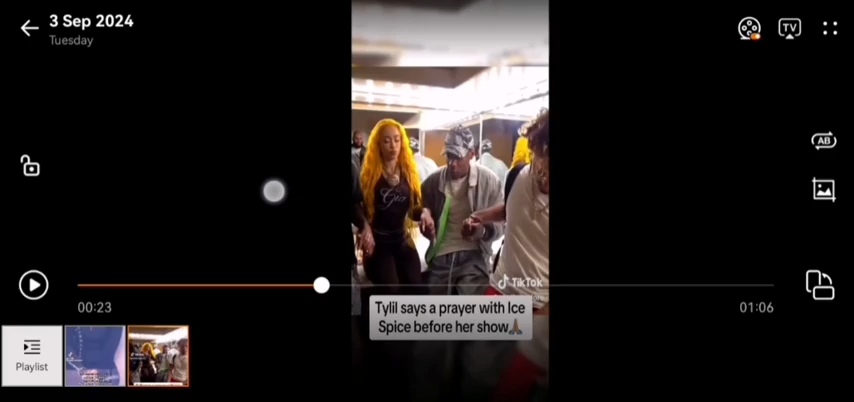 3 Sep 2024
Tuesday
TV
AB
TikTok
Tylil says a prayer with Ice
Spice before her show🙏🏽
00:23
01:06
Playlist